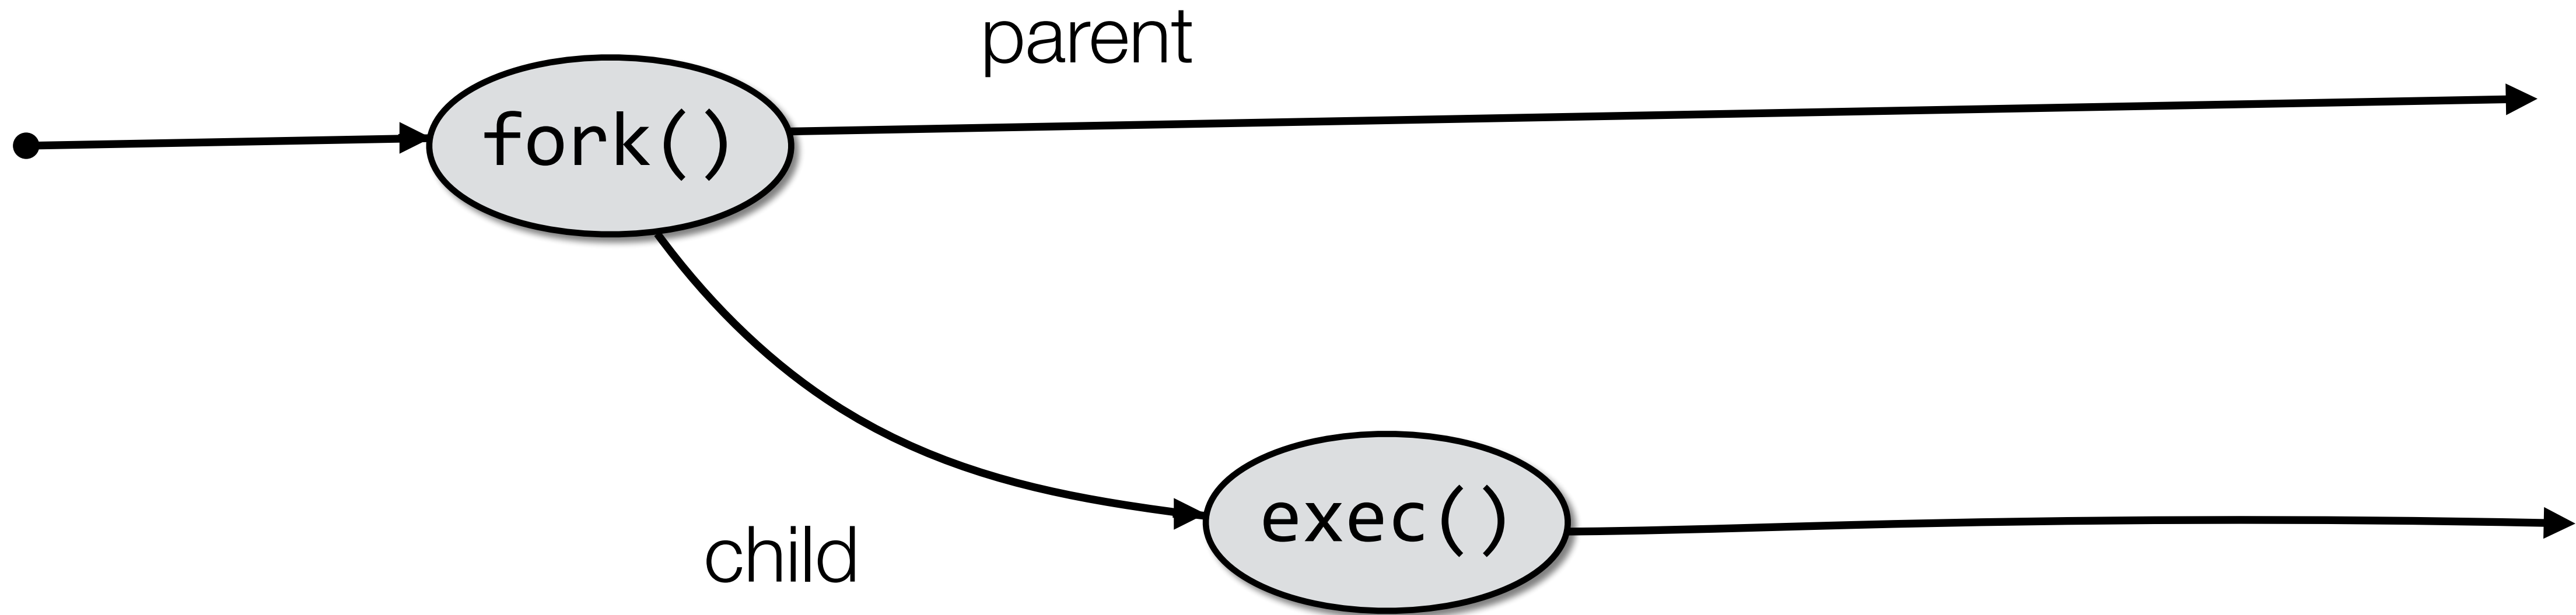 parent
fork()
exec()
child